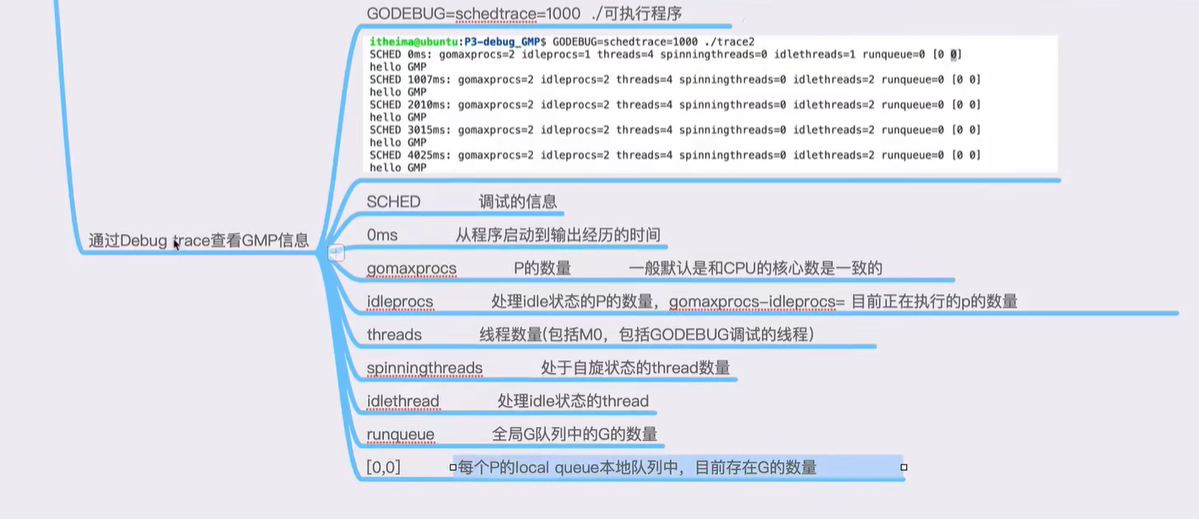 GODEBUG=schedtrace=1000 ./可执行程序
itheima@ubuntu:P3-debug_GMP$ GODEBUG=schedtrace=1000 ./trace2
SCHED 0ms: gomaxprocs=2 idleprocs=1 threads=4 spinningthreads=0 idlethreads=1 runqueue=0 [0 0]
hello GMP
SCHED 1007ms: gomaxprocs=2 idleprocs=2 threads=4 spinningthreads=0 idlethreads=2 runqueue=0 [0 0]
hello GMP
SCHED 2010ms: gomaxprocs=2 idleprocs=2 threads=4 spinningthreads=0 idlethreads=2 runqueue=0 [0 0]
hello GMP
SCHED 3015ms: gomaxprocs=2 idleprocs=2 threads=4 spinningthreads=0 idlethreads=2 runqueue=0 [0 0]
hello GMP
SCHED 4025ms: gomaxprocs=2 idleprocs=2 threads=4 spinningthreads=0 idlethreads=2 runqueue=0 [0 0]
hello GMP
SCHED 调试的信息
通过Debug trace查看GMP信息
0ms 从程序启动到输出经历的时间
gomaxprocs P的数量 一般默认是和CPU的核心数是一致的
idleprocs 处理idle状态的P的数量，gomaxprocs-idleprocs= 目前正在执行的p的数量
threads 线程数量(包括M0，包括GODEBUG调试的线程)
spinningthreads 处于自旋状态的thread数量
idlethread 处理idle状态的thread
runqueue 全局G队列中的G的数量
[0,0] 每个P的local queue本地队列中，目前存在G的数量